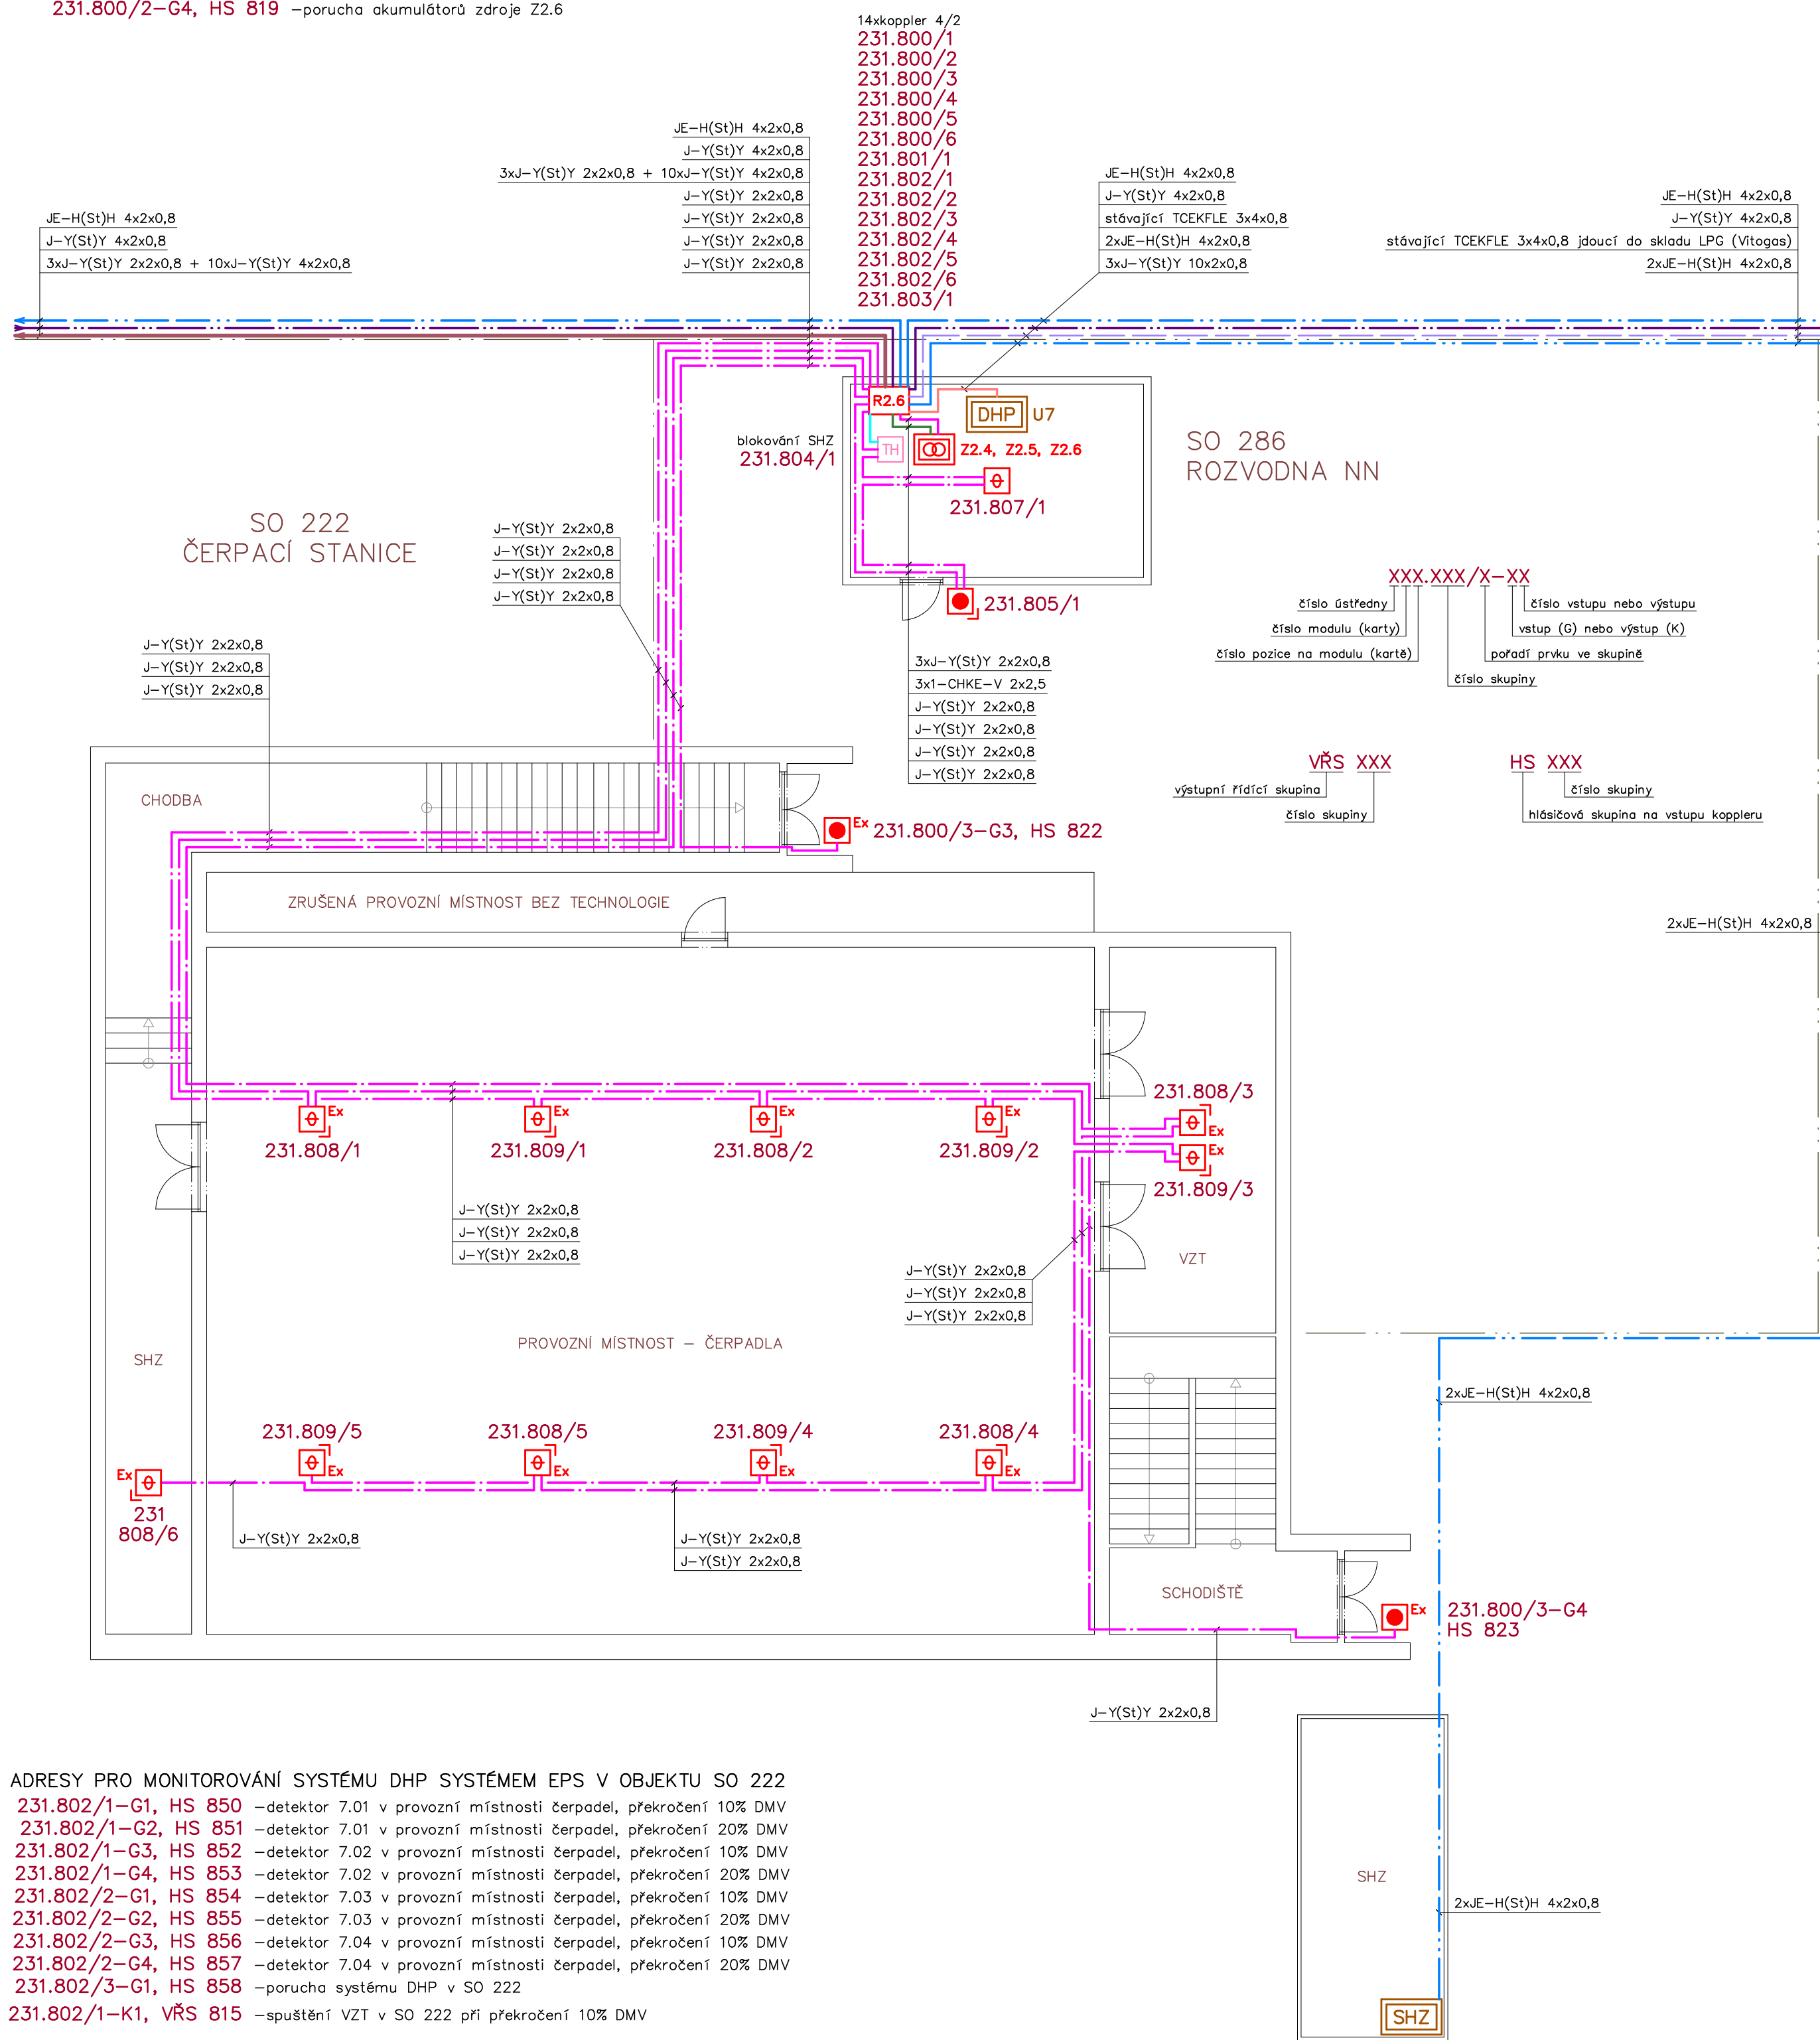 231.800/2-G4, HS 819 -porucha akumulátorů zdroje Z2.6
14xkoppler 4/2
231.800/1
231.800/2
231.800/3
231.800/4
231.800/5
231.800/6
231.801/1
231.802/1
231.802/2
231.802/3
231.802/4
231.802/5
231.802/6
231.803/1
JE-H(St)H 4x2x0,8
J-Y(St)Y 4x2x0,8
3xJ-Y(St)Y 2x2x0,8 + 10xJ-Y(St)Y 4x2x0,8
J-Y(St)Y 2x2x0,8
J-Y(St)Y 2x2x0,8
J-Y(St)Y 2x2x0,8
J-Y(St)Y 2x2x0,8
JE-H(St)H 4x2x0,8
J-Y(St)Y 4x2x0,8
3xJ-Y(St)Y 2x2x0,8 + 10xJ-Y(St)Y 4x2x0,8
JE-H(St)H 4x2x0,8
J-Y(St)Y 4x2x0,8
stávající TCEKFLE 3x4x0,8
2xJE-H(St)H 4x2x0,8
3xJ-Y(St)Y 10x2x0,8
JE-H(St)H 4x2x0,8
J-Y(St)Y 4x2x0,8
stávající TCEKFLE 3x4x0,8 jdoucí do skladu LPG (Vitogas)
2xJE-H(St)H 4x2x0,8
R2.6
DHP U7
TH
Z2.4, Z2.5, Z2.6
blokování SHZ
231.804/1
231.807/1
231.805/1
SO 286
ROZVODNA NN
SO 222
ČERPACÍ STANICE
J-Y(St)Y 2x2x0,8
J-Y(St)Y 2x2x0,8
J-Y(St)Y 2x2x0,8
J-Y(St)Y 2x2x0,8
J-Y(St)Y 2x2x0,8
J-Y(St)Y 2x2x0,8
J-Y(St)Y 2x2x0,8
3xJ-Y(St)Y 2x2x0,8
3x1-CHKE-V 2x2,5
J-Y(St)Y 2x2x0,8
J-Y(St)Y 2x2x0,8
J-Y(St)Y 2x2x0,8
J-Y(St)Y 2x2x0,8
XXX.XXX/X-XX
číslo ústředny
číslo vstupu nebo výstupu
číslo modulu (karty)
vstup (G) nebo výstup (K)
číslo pozice na modulu (kartě)
pořadí prvku ve skupině
číslo skupiny
VŘS XXX
výstupní řídící skupina
číslo skupiny
HS XXX
číslo skupiny
hlásičová skupina na vstupu koppleru
CHODBA
Ex 231.800/3-G3, HS 822
ZRUŠENÁ PROVOZNÍ MÍSTNOST BEZ TECHNOLOGIE
2xJE-H(St)H 4x2x0,8
Ex
231.808/1
Ex
231.809/1
Ex
231.808/2
Ex
231.809/2
231.808/3
Ex
Ex
231.809/3
J-Y(St)Y 2x2x0,8
J-Y(St)Y 2x2x0,8
J-Y(St)Y 2x2x0,8
J-Y(St)Y 2x2x0,8
J-Y(St)Y 2x2x0,8
J-Y(St)Y 2x2x0,8
VZT
PROVOZNÍ MÍSTNOST - ČERPADLA
SHZ
2xJE-H(St)H 4x2x0,8
231.809/5
Ex
231.808/5
Ex
231.809/4
Ex
231.808/4
Ex
Ex
231
808/6
J-Y(St)Y 2x2x0,8
J-Y(St)Y 2x2x0,8
J-Y(St)Y 2x2x0,8
SCHODIŠTĚ
Ex 231.800/3-G4
HS 823
J-Y(St)Y 2x2x0,8
ADRESY PRO MONITOROVÁNÍ SYSTÉMU DHP SYSTÉMEM EPS V OBJEKTU SO 222
231.802/1-G1, HS 850 -detektor 7.01 v provozní místnosti čerpadel, překročení 10% DMV
231.802/1-G2, HS 851 -detektor 7.01 v provozní místnosti čerpadel, překročení 20% DMV
231.802/1-G3, HS 852 -detektor 7.02 v provozní místnosti čerpadel, překročení 10% DMV
231.802/1-G4, HS 853 -detektor 7.02 v provozní místnosti čerpadel, překročení 20% DMV
231.802/2-G1, HS 854 -detektor 7.03 v provozní místnosti čerpadel, překročení 10% DMV
231.802/2-G2, HS 855 -detektor 7.03 v provozní místnosti čerpadel, překročení 20% DMV
231.802/2-G3, HS 856 -detektor 7.04 v provozní místnosti čerpadel, překročení 10% DMV
231.802/2-G4, HS 857 -detektor 7.04 v provozní místnosti čerpadel, překročení 20% DMV
231.802/3-G1, HS 858 -porucha systému DHP v SO 222
231.802/1-K1, VŘS 815 -spuštění VZT v SO 222 při překročení 10% DMV
SHZ
2xJE-H(St)H 4x2x0,8
SHZ